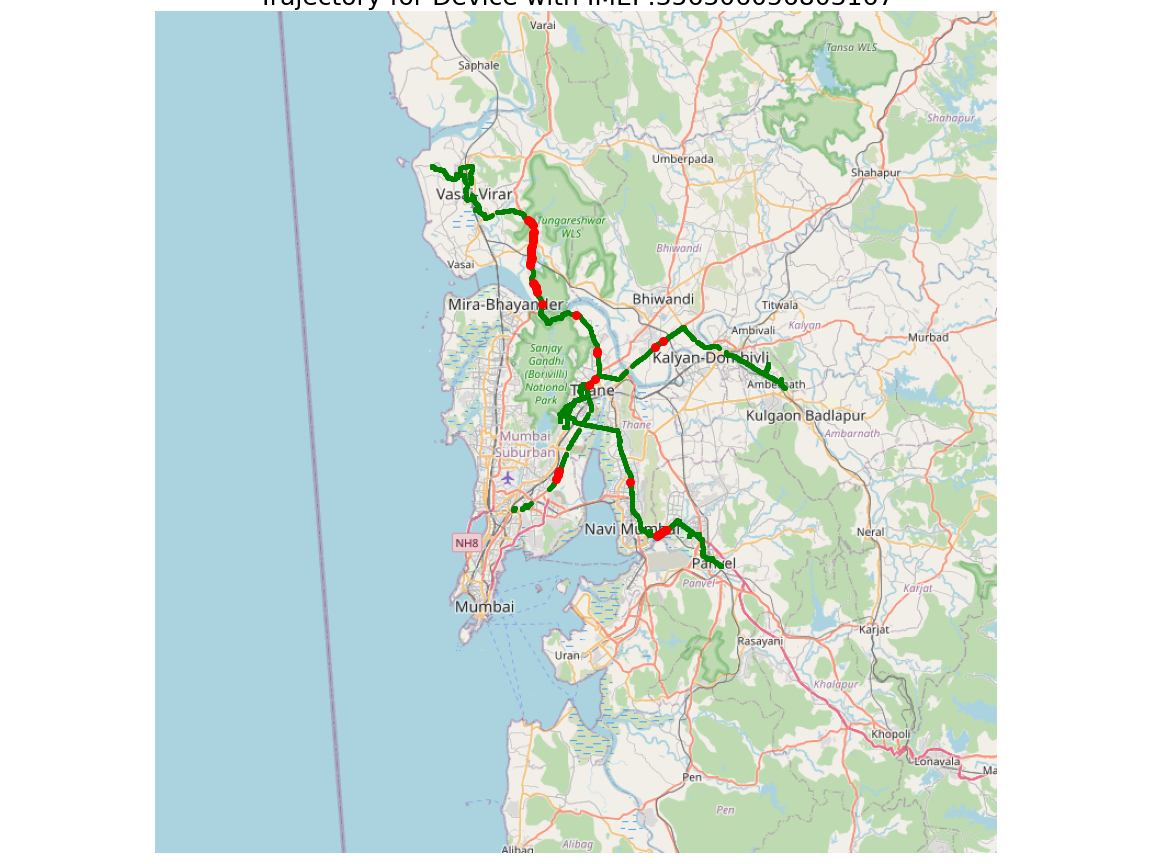 Trajectory for Device with IMEI :
Varai
Tansa WLS
Saphale
Shahapur
Umberpada
Shahapur
Vasai-Virar
Tungareshwar
WLS
Bhiwandi
Vasai
Mira-Bhayander
Bhiwandi
Titwala
Ambivali
Kalyan
Murbad
Sanjay
Gandhi
(Borivili)
National
Park
Kalyan-Dombivli
Ambernath
Thane
Kulgaon Badlapur
Thane
Ambarnath
Mumbai
Suburban
Navi Mumbai
Neral
NH8
Panvel
Panvel
Karjat
Mumbai
Karjat
Rasayani
Uran
Khalapur
Khopoli
Lonavala
Ma
Pen
Pen
Alibag
Alibag